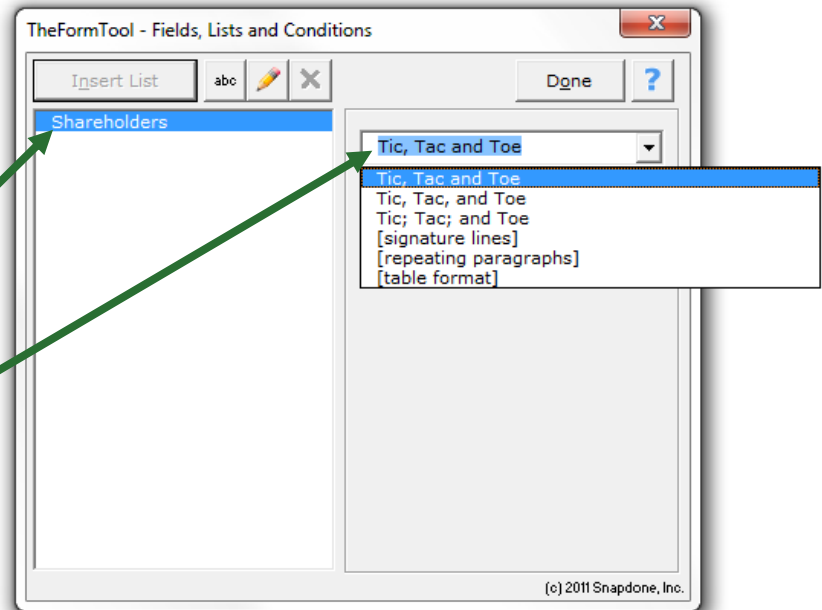 TheFormTool - Fields, Lists and Conditions
x
Insert List abc Done ?
Shareholders
Tic, Tac and Toe
Tic, Tac and Toe
Tic, Tac, and Toe
Tic; Tac; and Toe
[signature lines]
[repeating paragraphs]
[table format]
(c) 2011 Snapdone, Inc.